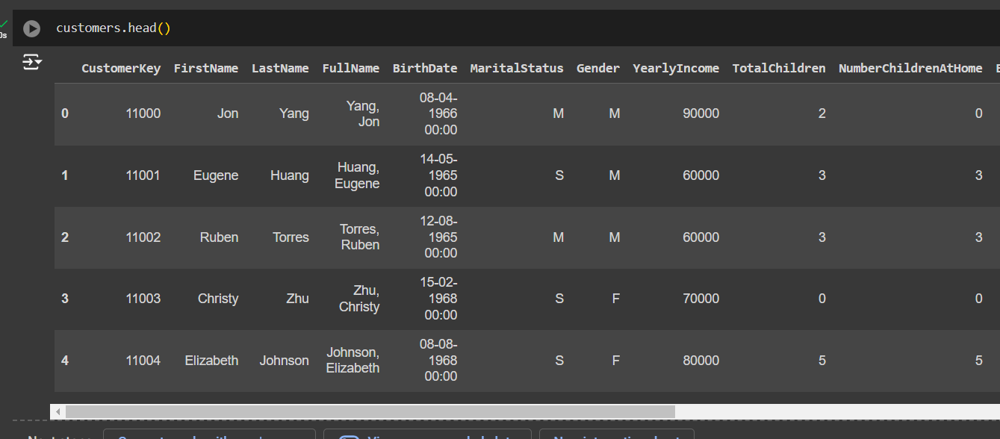 customers.head()
0s
CustomerKey FirstName LastName FullName BirthDate MaritalStatus Gender YearlyIncome TotalChildren NumberChildrenAtHome
0 11000 Jon Yang Yang, Jon 08-04-1966 00:00 M M 90000 2 0
1 11001 Eugene Huang Huang, Eugene 14-05-1965 00:00 S M 60000 3 3
2 11002 Ruben Torres Torres, Ruben 12-08-1965 00:00 M M 60000 3 3
3 11003 Christy Zhu Zhu, Christy 15-02-1968 00:00 S F 70000 0 0
4 11004 Elizabeth Johnson Johnson, Elizabeth 08-08-1968 00:00 S F 80000 5 5